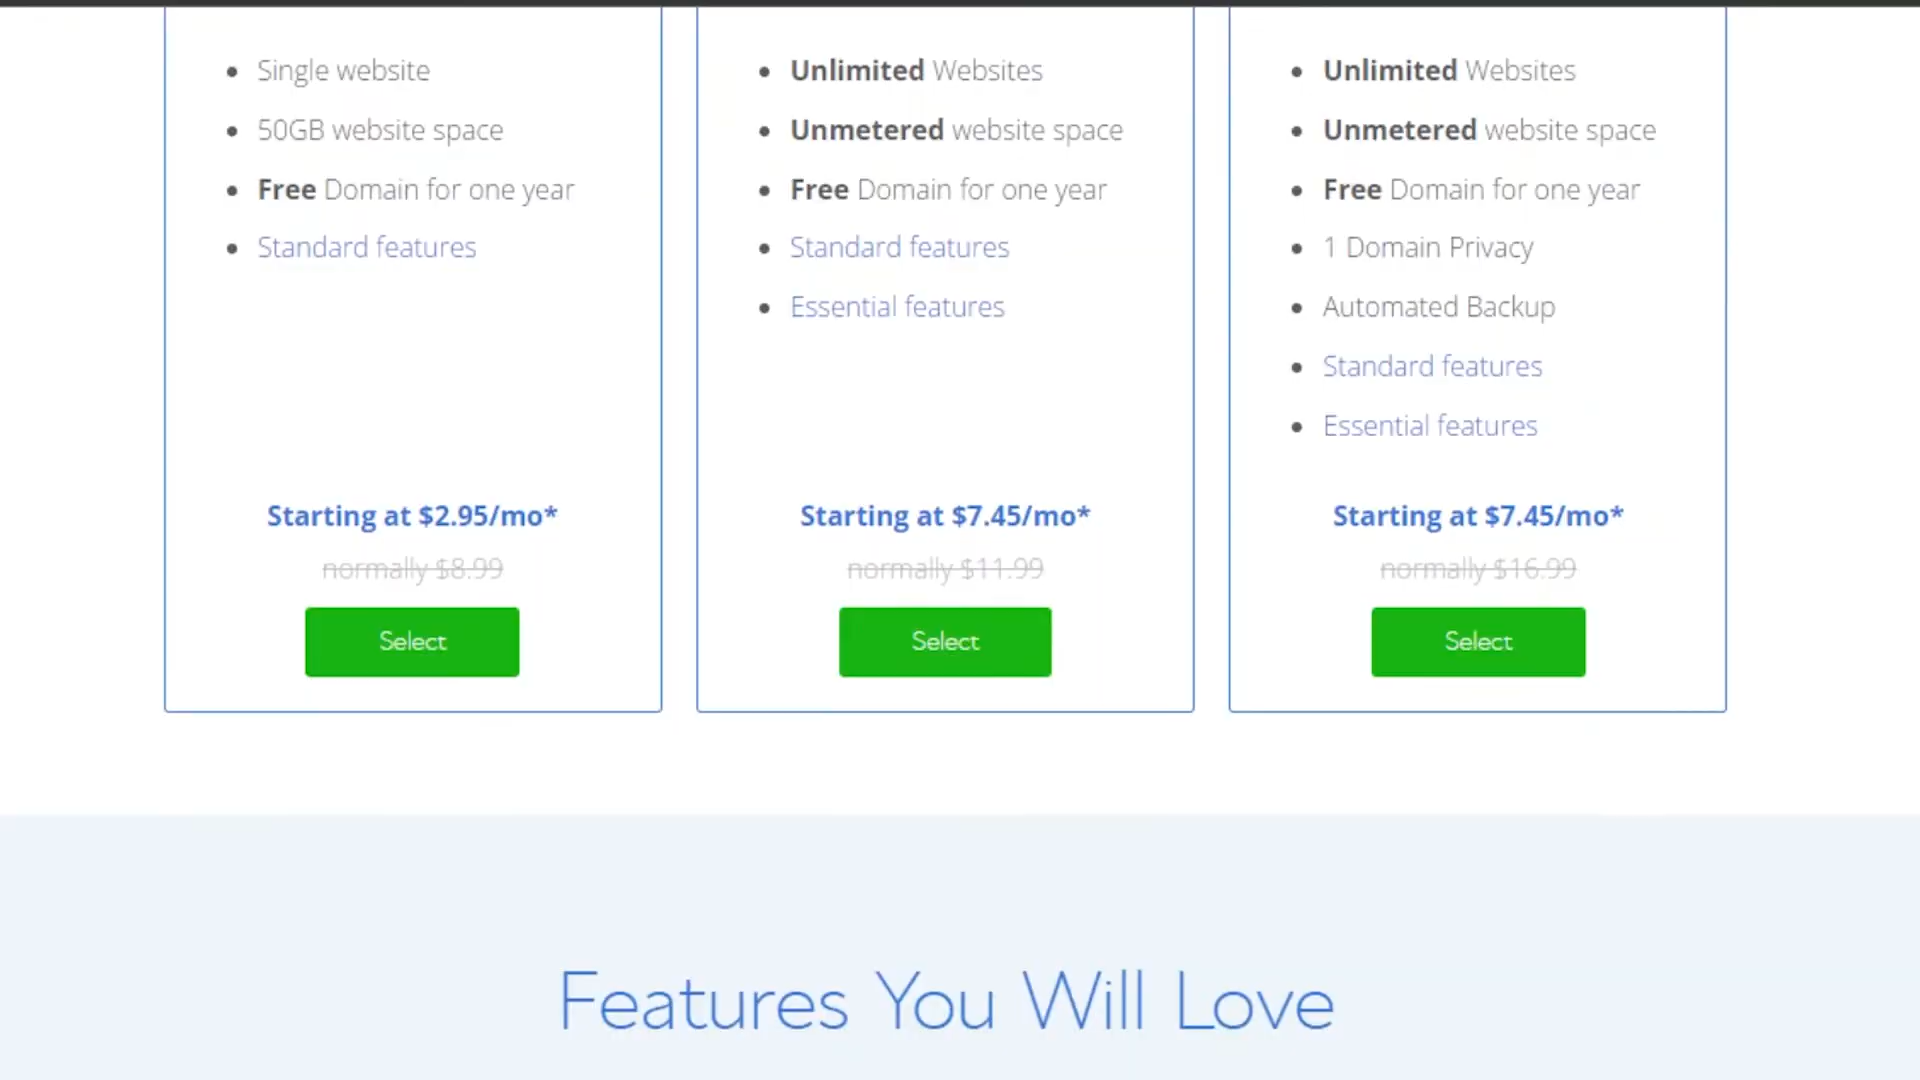 Single website
50GB website space
Free Domain for one year
Standard features
Starting at $2.95/mo*
normally $8.99
Select
Unlimited Websites
Unmetered website space
Free Domain for one year
Standard features
Essential features
Starting at $7.45/mo*
normally $11.99
Select
Unlimited Websites
Unmetered website space
Free Domain for one year
1 Domain Privacy
Automated Backup
Standard features
Essential features
Starting at $7.45/mo*
normally $16.99
Select
Features You Will Love